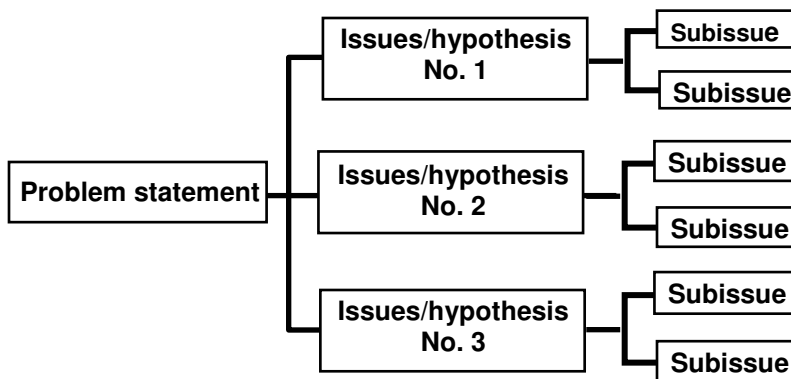 Problem statement
Issues/hypothesis
No. 1
Subissue
Subissue
Issues/hypothesis
No. 2
Subissue
Subissue
Issues/hypothesis
No. 3
Subissue
Subissue